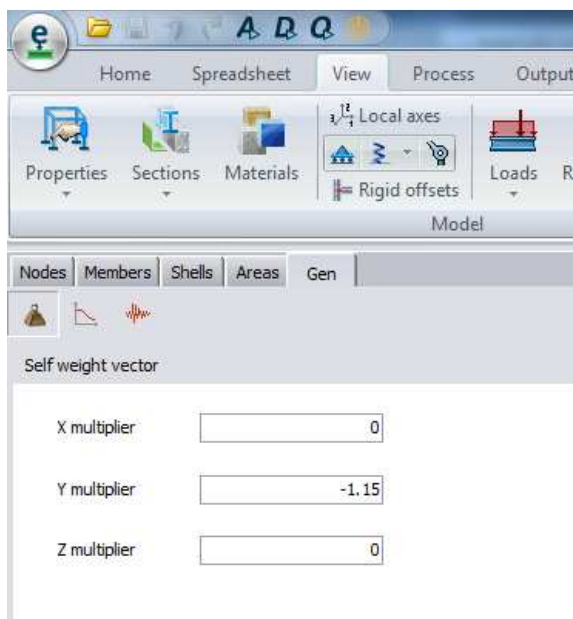 e
A D Q
Home Spreadsheet View Process Output
Local axes
Properties Sections Materials Loads R
Rigid offsets
Model
Nodes Members Shells Areas Gen
Self weight vector
X multiplier 0
Y multiplier -1.15
Z multiplier 0